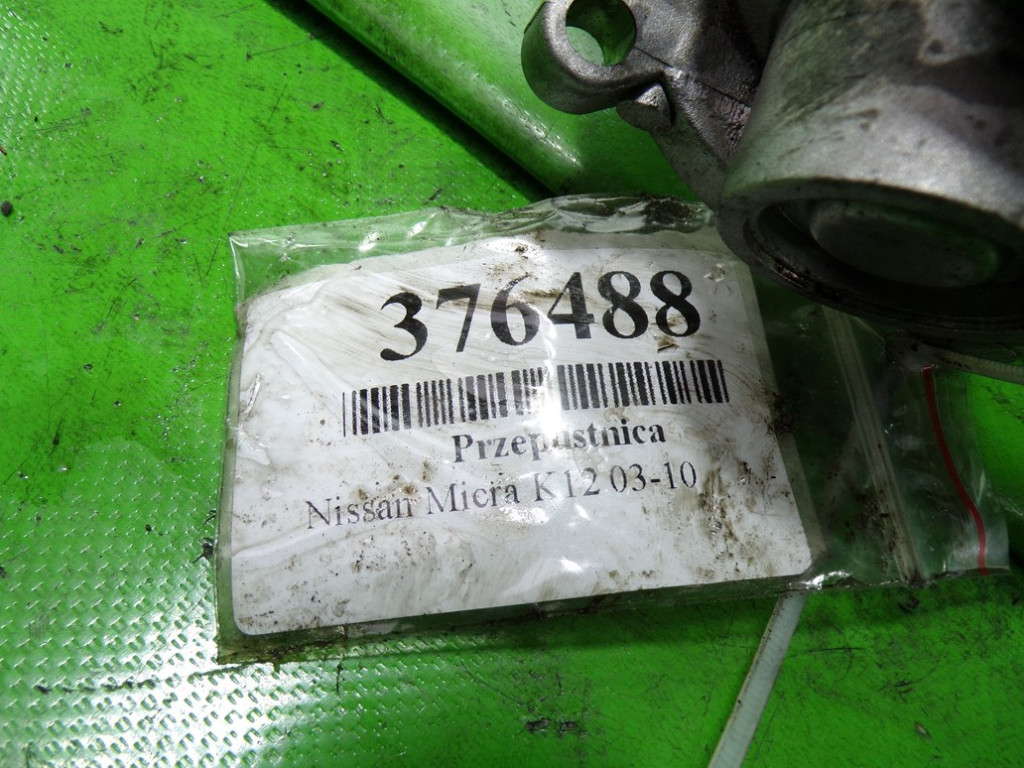 376488
Przepustnica
Nissan Micra K12 03-10